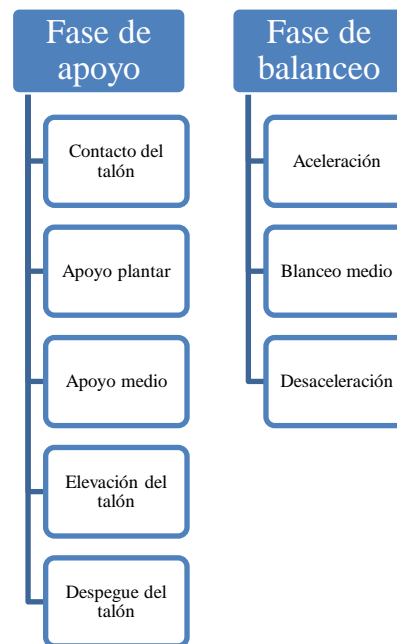 Fase de
apoyo
Contacto del
talón
Apoyo plantar
Apoyo medio
Elevación del
talón
Despegue del
talón
Fase de
balanceo
Aceleración
Blanceo medio
Desaceleración